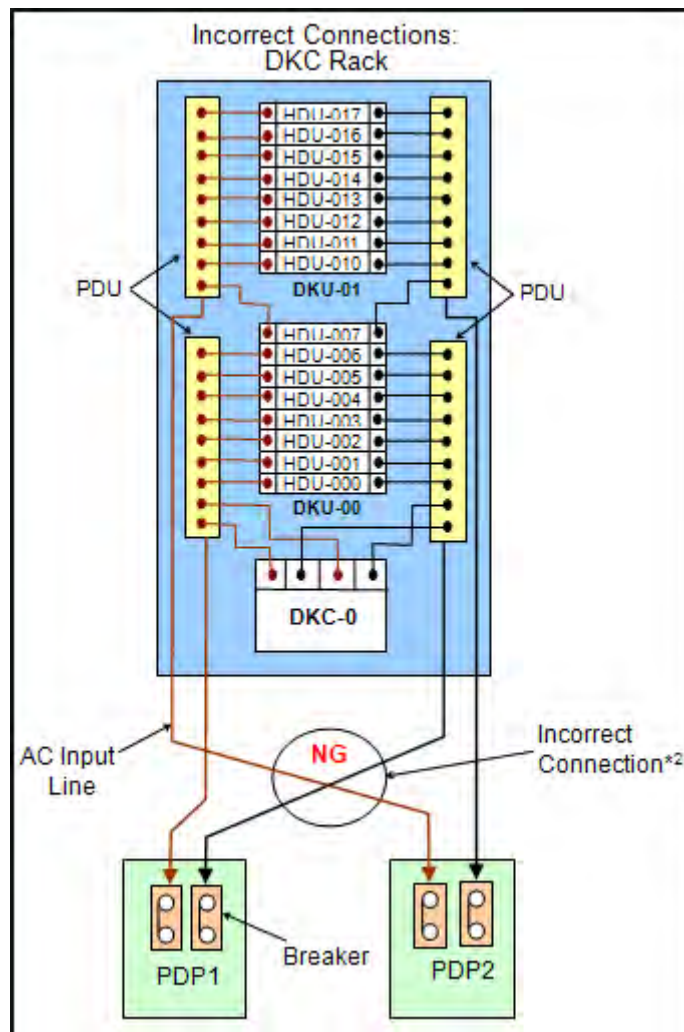 Incorrect Connections:
DKC Rack
HDU-017
HDU-016
HDU-015
HDU-014
HDU-013
HDU-012
HDU-011
HDU-010
DKU-01
PDU
PDU
HDU-007
HDU-006
HDU-005
HDU-004
HDU-003
HDU-002
HDU-001
HDU-000
DKU-00
DKC-0
AC Input
Line
NG
Incorrect
Connection*2
Breaker
PDP1
PDP2